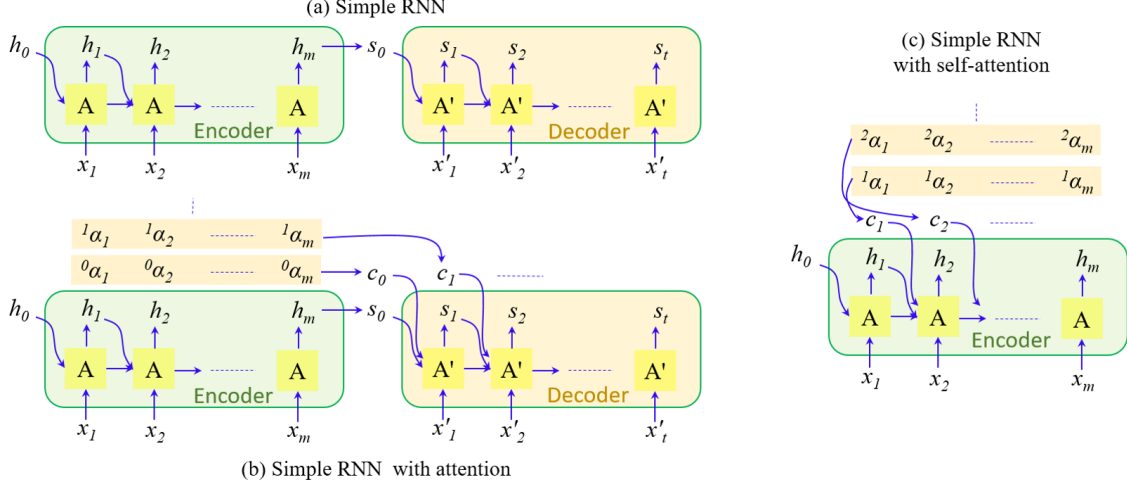 (a) Simple RNN
h₀ h₁ h₂ hₘ s₀ s₁ s₂ sₜ
A A A A' A' A'
Encoder Decoder
x₁ x₂ xₘ x'₁ x'₂ x'ₜ
¹α₁ ¹α₂ ¹αₘ
⁰α₁ ⁰α₂ ⁰αₘ c₀ c₁
h₀ h₁ h₂ hₘ s₀ s₁ s₂ sₜ
A A A A' A' A'
Encoder Decoder
x₁ x₂ xₘ x'₁ x'₂ x'ₜ
(b) Simple RNN with attention
(c) Simple RNN
with self-attention
²α₁ ²α₂ ²αₘ
¹α₁ ¹α₂ ¹αₘ
c₁ c₂
h₀ h₁ h₂ hₘ
A A A
Encoder
x₁ x₂ xₘ